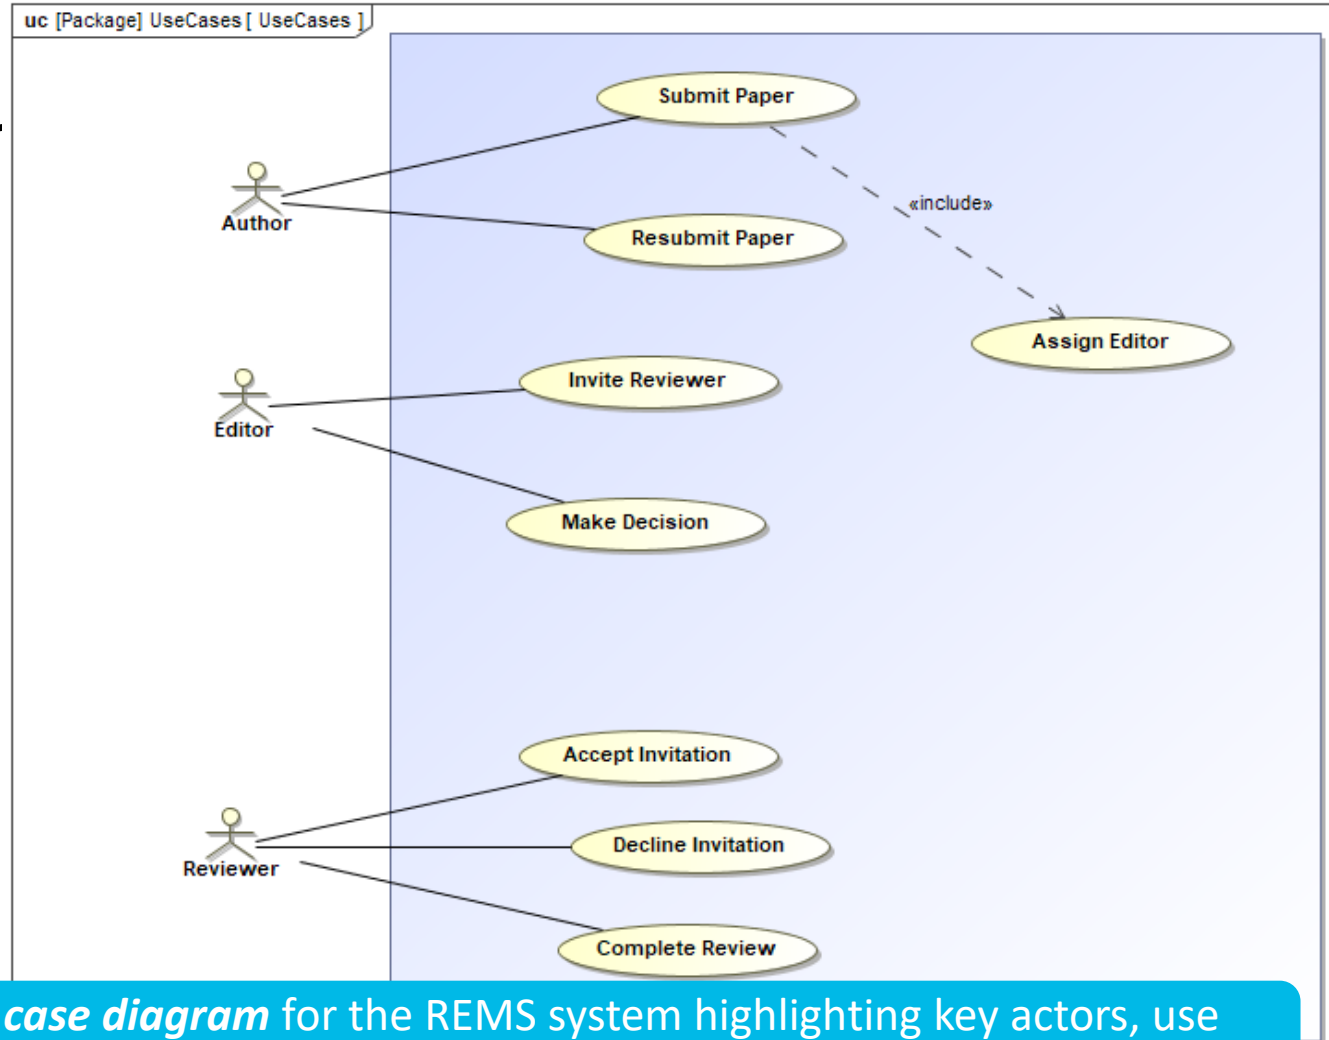 uc [Package] UseCases [ UseCases ]
Submit Paper
«include»
Author
Resubmit Paper
Assign Editor
Invite Reviewer
Editor
Make Decision
Accept Invitation
Decline Invitation
Reviewer
Complete Review
case diagram for the REMS system highlighting key actors, use